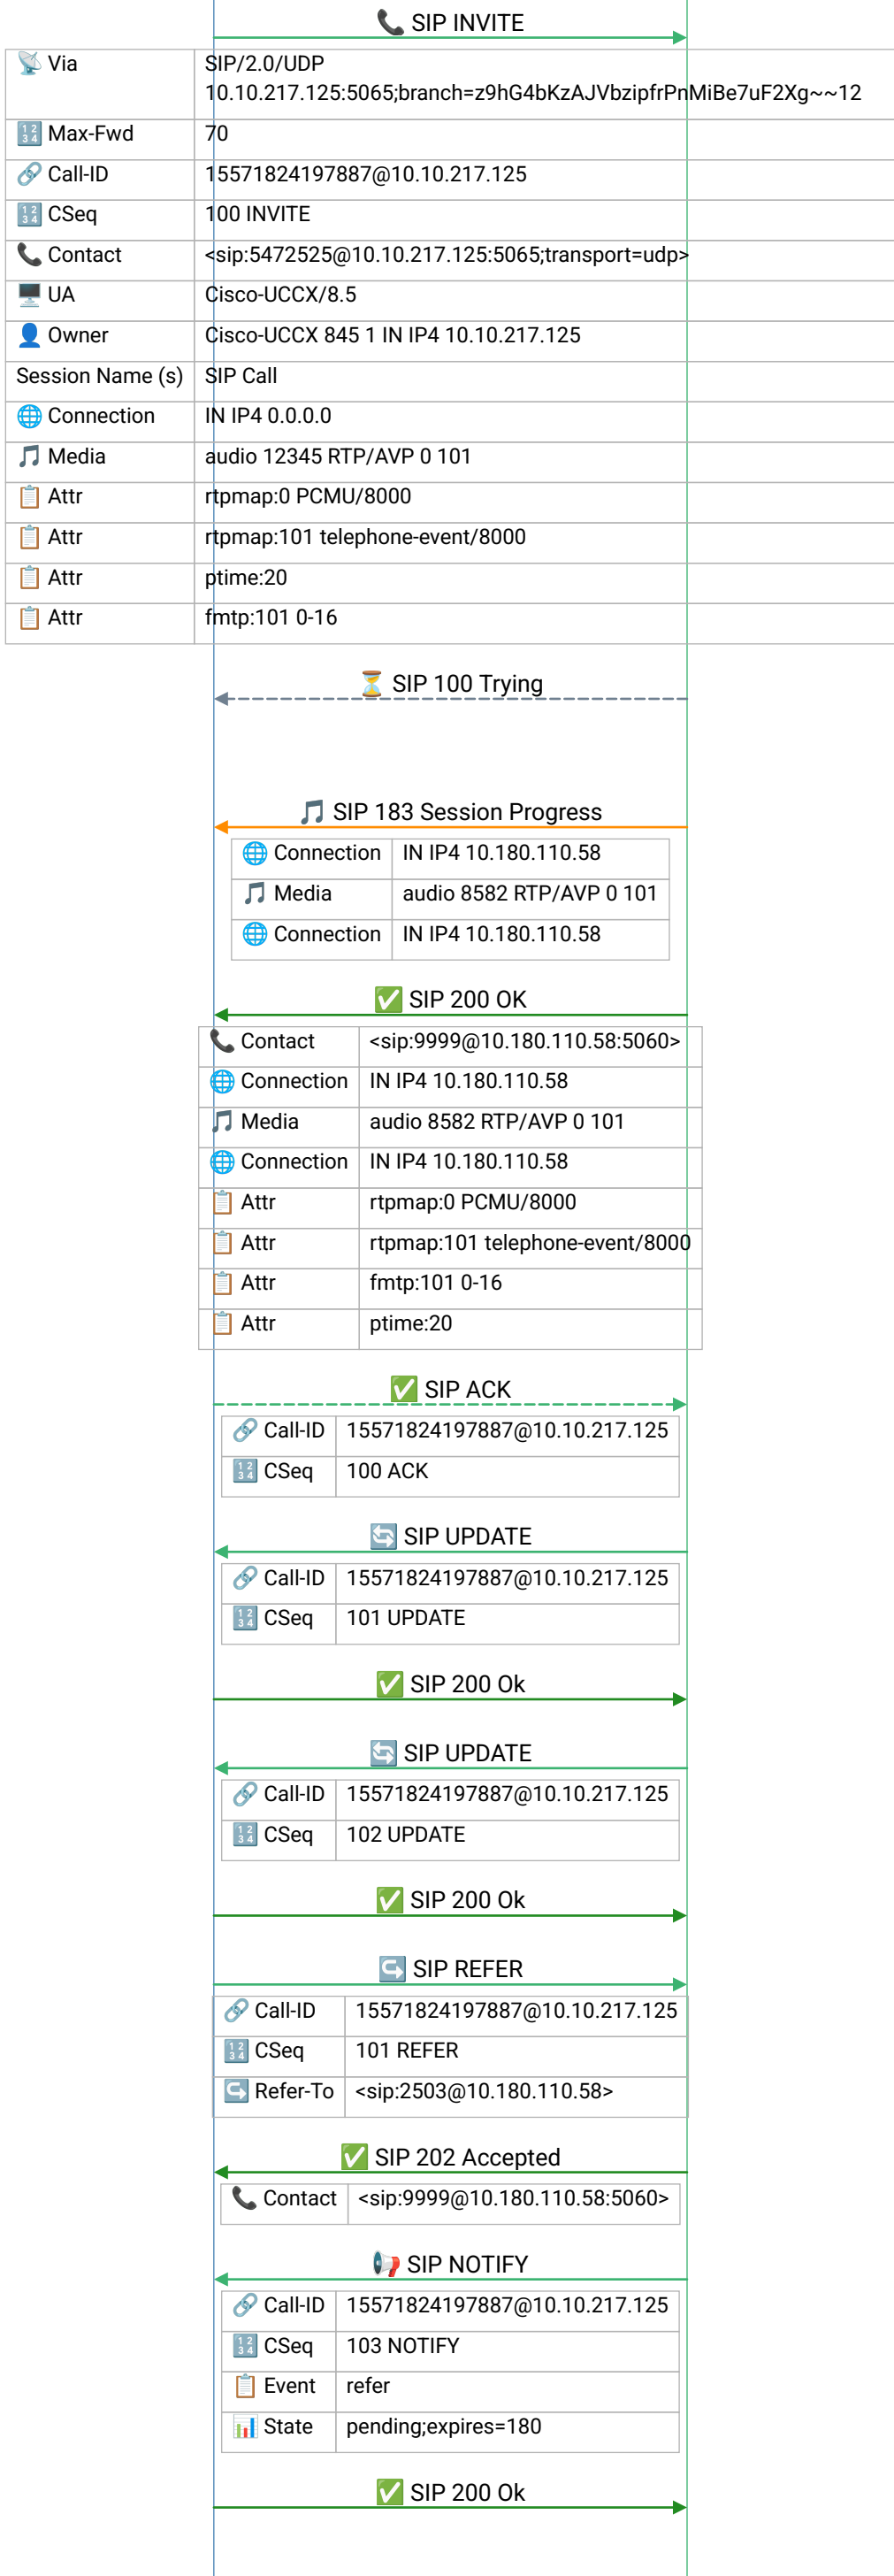 SIP INVITE
Via SIP/2.0/UDP
10.10.217.125:5065;branch=z9hG4bKzAJVbzipfrPnMiBe7uF2Xg~~12
Max-Fwd 70
Call-ID 15571824197887@10.10.217.125
CSeq 100 INVITE
Contact <sip:5472525@10.10.217.125:5065;transport=udp>
UA Cisco-UCCX/8.5
Owner Cisco-UCCX 845 1 IN IP4 10.10.217.125
Session Name (s) SIP Call
Connection IN IP4 0.0.0.0
Media audio 12345 RTP/AVP 0 101
Attr rtpmap:0 PCMU/8000
Attr rtpmap:101 telephone-event/8000
Attr ptime:20
Attr fmtp:101 0-16
SIP 100 Trying
SIP 183 Session Progress
Connection IN IP4 10.180.110.58
Media audio 8582 RTP/AVP 0 101
Connection IN IP4 10.180.110.58
SIP 200 OK
Contact <sip:9999@10.180.110.58:5060>
Connection IN IP4 10.180.110.58
Media audio 8582 RTP/AVP 0 101
Connection IN IP4 10.180.110.58
Attr rtpmap:0 PCMU/8000
Attr rtpmap:101 telephone-event/8000
Attr fmtp:101 0-16
Attr ptime:20
SIP ACK
Call-ID 15571824197887@10.10.217.125
CSeq 100 ACK
SIP UPDATE
Call-ID 15571824197887@10.10.217.125
CSeq 101 UPDATE
SIP 200 Ok
SIP UPDATE
Call-ID 15571824197887@10.10.217.125
CSeq 102 UPDATE
SIP 200 Ok
SIP REFER
Call-ID 15571824197887@10.10.217.125
CSeq 101 REFER
Refer-To <sip:2503@10.180.110.58>
SIP 202 Accepted
Contact <sip:9999@10.180.110.58:5060>
SIP NOTIFY
Call-ID 15571824197887@10.10.217.125
CSeq 103 NOTIFY
Event refer
State pending;expires=180
SIP 200 Ok